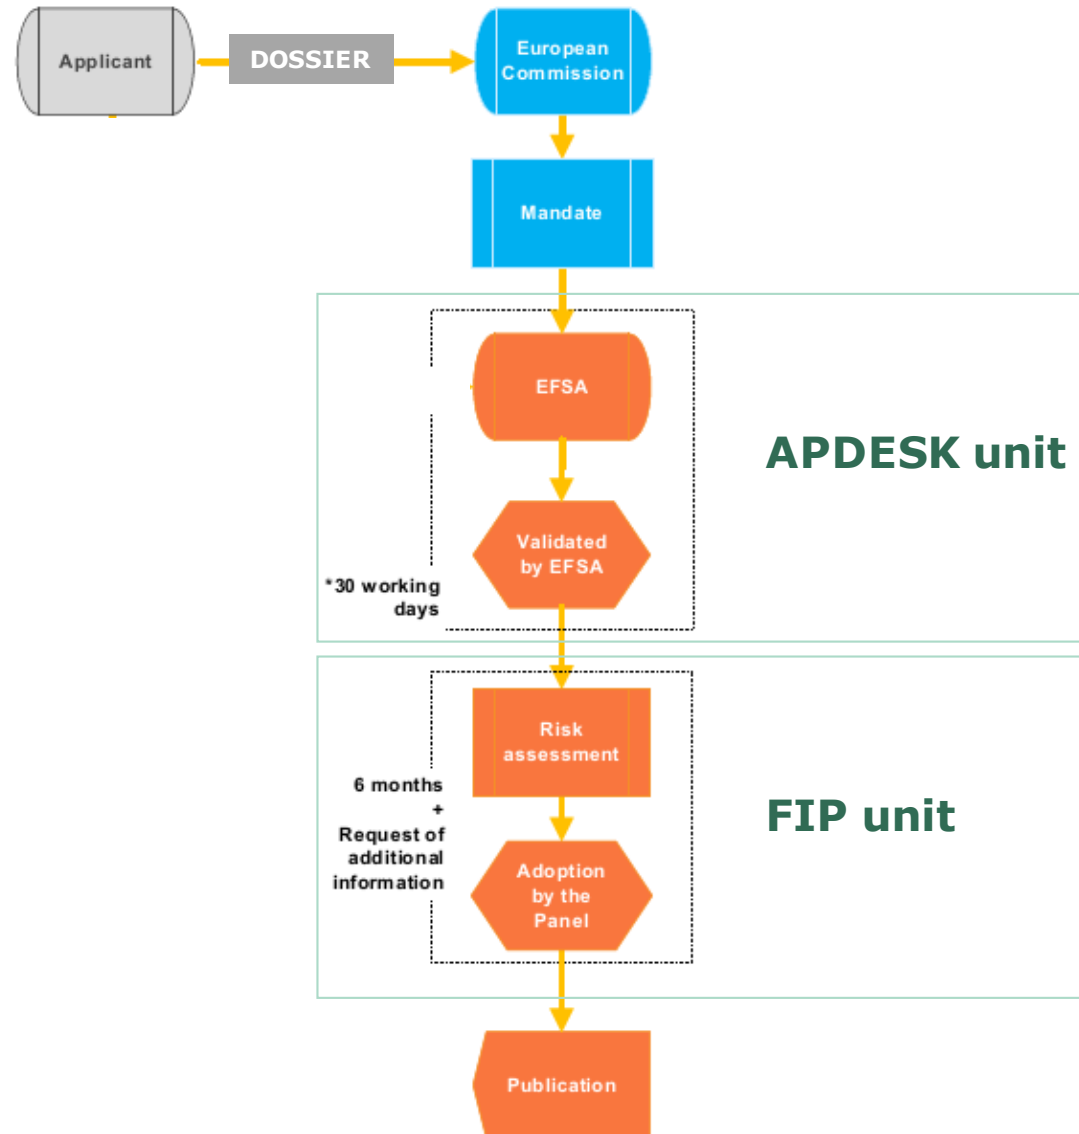 Applicant
DOSSIER
European
Commission
Mandate
EFSA
APDESK unit
Validated
by EFSA
*30 working
days
Risk
assessment
6 months
+
Request of
additional
information
FIP unit
Adoption
by the
Panel
Publication